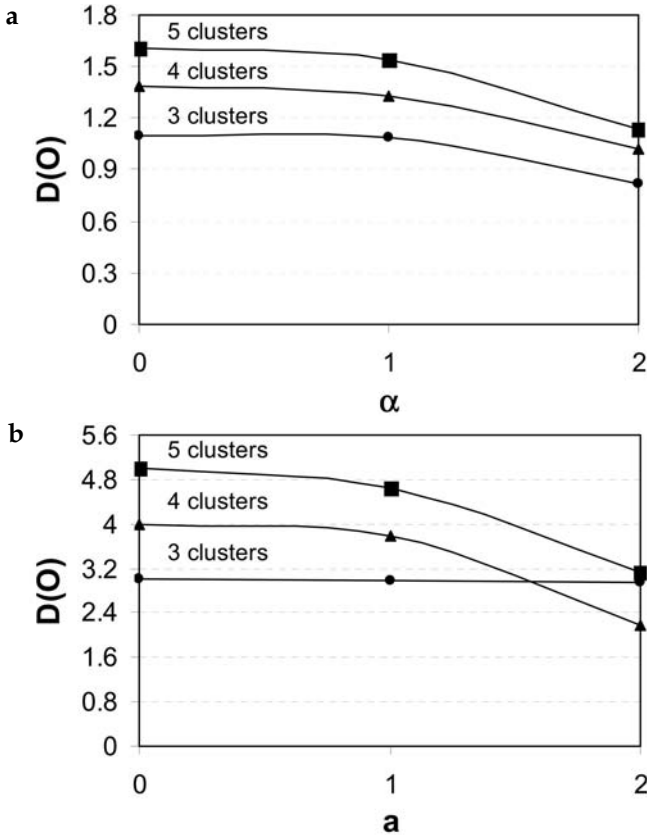 a
1.8
5 clusters
1.5
4 clusters
1.2
3 clusters
0.9
D(O)
0.6
0.3
0
0 1 2
α
b
5.6
5 clusters
4.8
4 clusters
4
3 clusters
3.2
D(O)
2.4
1.6
0.8
0
0 1 2
a